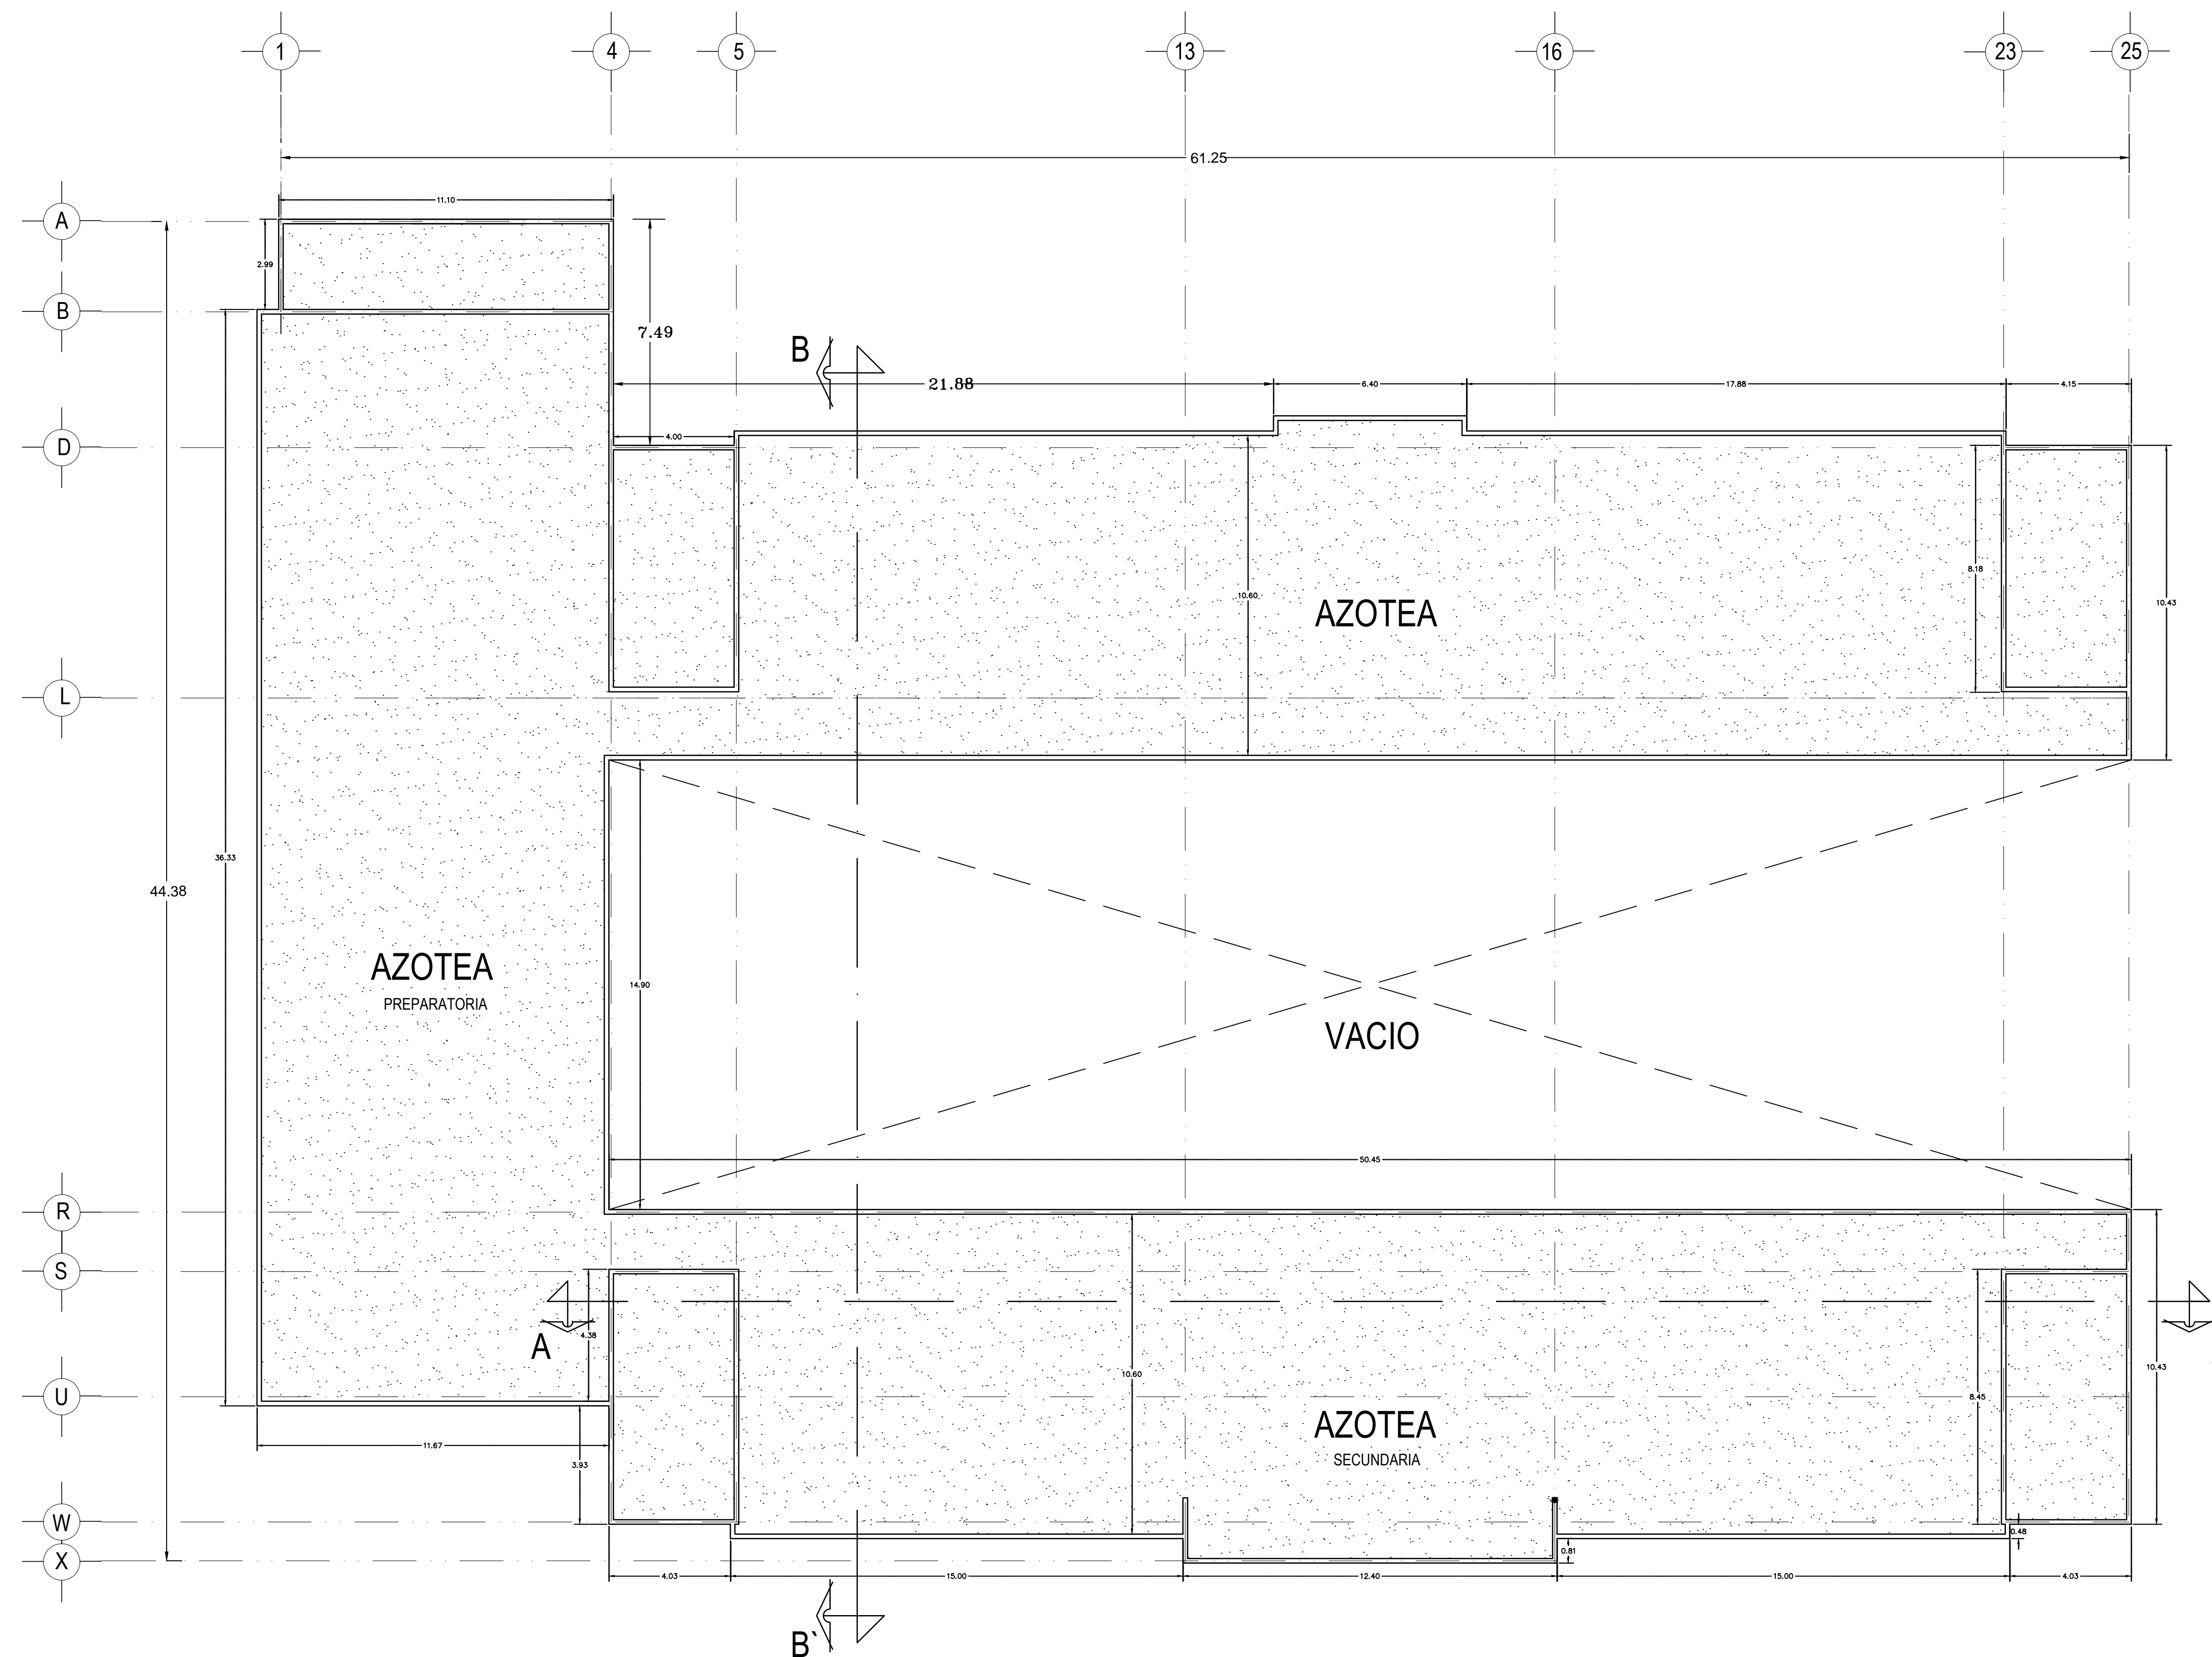 1
4
5
13
16
23
25
61.25
A
11.10
2.99
B
7.49
B
21.88
6.40
17.88
4.15
D
4.00
8.18
10.60
AZOTEA
10.43
L
36.33
44.38
AZOTEA
PREPARATORIA
14.90
VACIO
50.45
R
S
A
4.38
10.60
10.43
U
8.45
AZOTEA
SECUNDARIA
11.67
3.93
W
0.48
X
0.81
4.03
15.00
12.40
15.00
4.03
B`